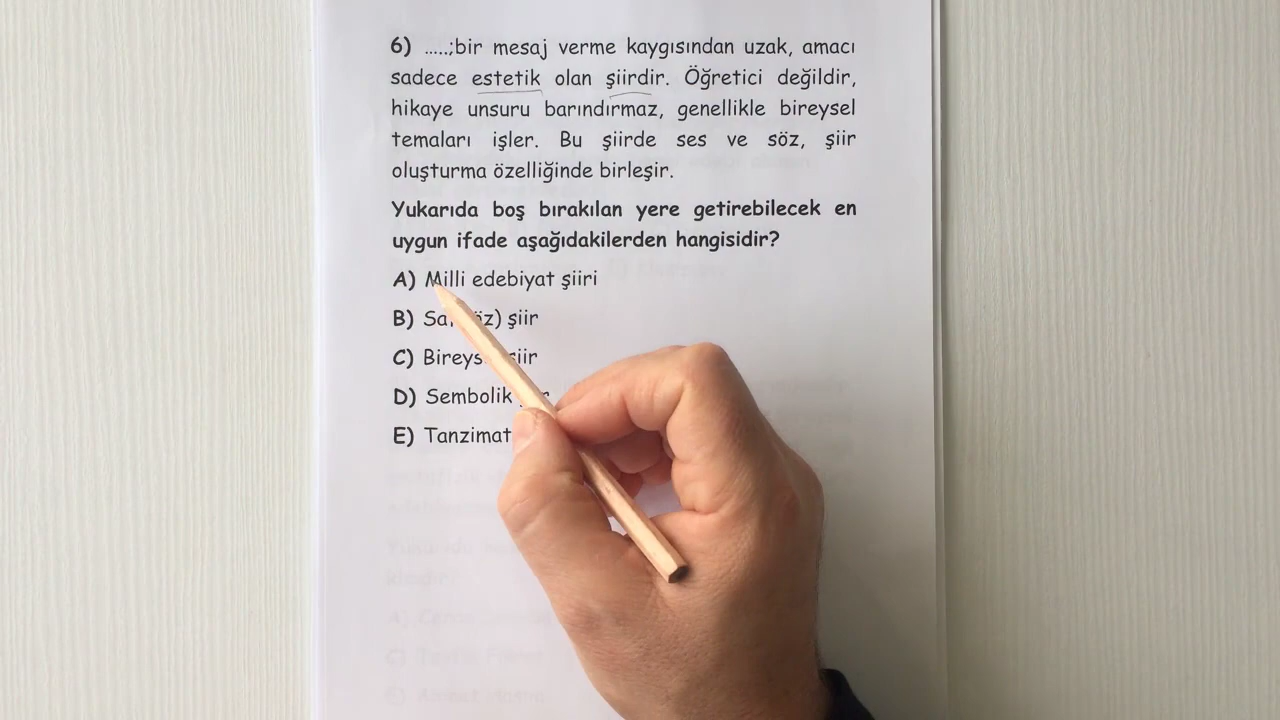 6) .....;bir mesaj verme kaygısından uzak, amacı
sadece estetik olan şiirdir. Öğretici değildir,
hikaye unsuru barındırmaz, genellikle bireysel
temaları işler. Bu şiirde ses ve söz, şiir
oluşturma özelliğinde birleşir.
Yukarıda boş bırakılan yere getirebilecek en
uygun ifade aşağıdakilerden hangisidir?
A) Milli edebiyat şiiri
B) şiir
C)
D) Sembolik
E) Tanzimat